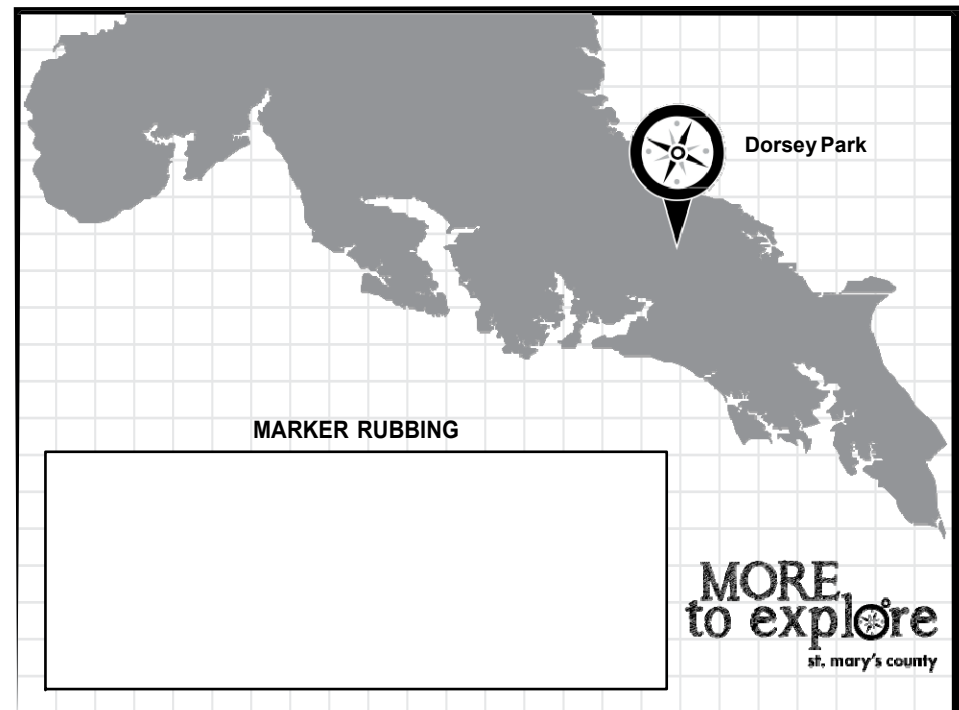 Dorsey Park
MARKER RUBBING
MORE
to explore
st. mary's county